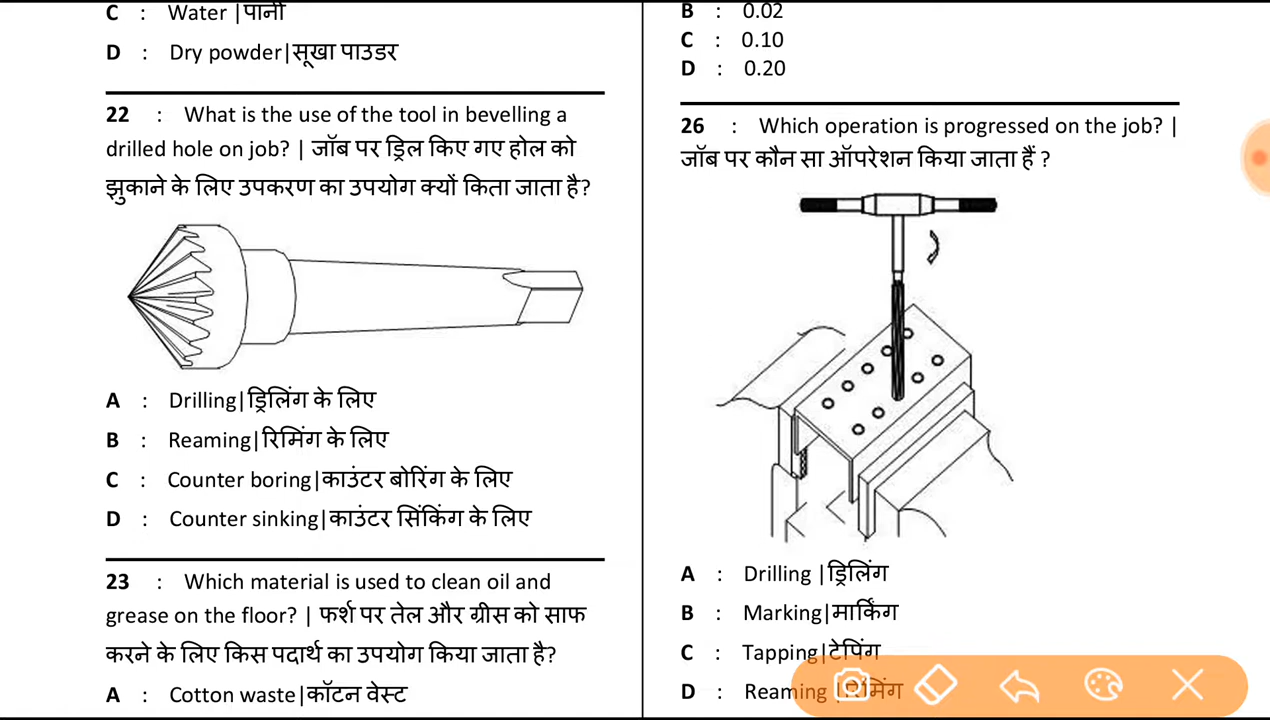 C : Water |पानी
D : Dry powder|सूखा पाउडर
22 : What is the use of the tool in bevelling a
drilled hole on job? | जॉब पर ड्रिल किए गए होल को
झुकाने के लिए उपकरण का उपयोग क्यों किता जाता है?
A : Drilling|ड्रिलिंग के लिए
B : Reaming|रिमिंग के लिए
C : Counter boring|काउंटर बोरिंग के लिए
D : Counter sinking|काउंटर सिंकिंग के लिए
23 : Which material is used to clean oil and
grease on the floor? | फर्श पर तेल और ग्रीस को साफ
करने के लिए किस पदार्थ का उपयोग किया जाता है?
A : Cotton waste|कॉटन वेस्ट
B : 0.02
C : 0.10
D : 0.20
26 : Which operation is progressed on the job? |
जॉब पर कौन सा ऑपरेशन किया जाता हैं ?
A : Drilling |ड्रिलिंग
B : Marking|मार्किंग
C : Tapping|टेपिंग
D : Reaming